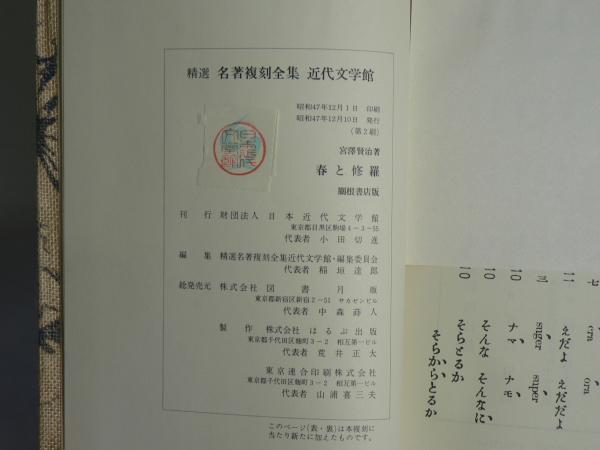 精選 名著複刻全集 近代文学館
昭和47年12月1日 印刷
昭和47年12月10日 発行
(第2刷)
宮澤賢治著
春と修羅
關根書店版
刊行 財団法人 日本近代文学館
東京都目黒区駒場4-3-55
代表者 小田切進
編集 精選名著複刻全集近代文学館・編集委員会
代表者 稲垣達郎
総発売元 株式会社 図書月販
東京都新宿区新宿2-51 サカゼンビル
代表者 中森蒔人
製作 株式会社 ほるぷ出版
東京都千代田区麹町3-2 相互第一ビル
代表者 荒井正大
東京連合印刷株式会社
東京都千代田区麹町3-2 相互第一ビル
代表者 山浦喜三夫
このページ(表・裏)は本複刻に
当たり新たに加えたものです。
七 era ora
11 えだだよ えだだよ
三 suger super
10 ナマ ナモ
10 そんな そんなに
10 そらとるか そらからとるか